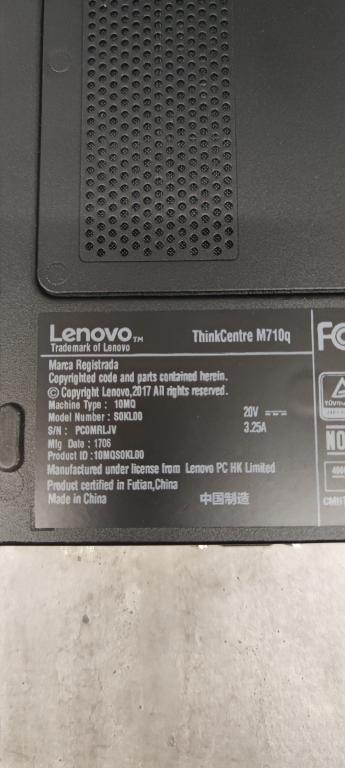 Lenovo™ ThinkCentre M710q
Trademark of Lenovo
Marca Registrada
Copyrighted code and parts contained herein.
© Copyright Lenovo,2017 All rights reserved.
Machine Type : 10MQ 20V
Model Number : S0KL00 3.25A
S/N : PC0MRLJV
Mfg Date : 1706
Product ID :10MQS0KL00
Manufactured under license from Lenovo PC HK Limited
Product certified in Futian,China
Made in China 中国制造
FC
NO